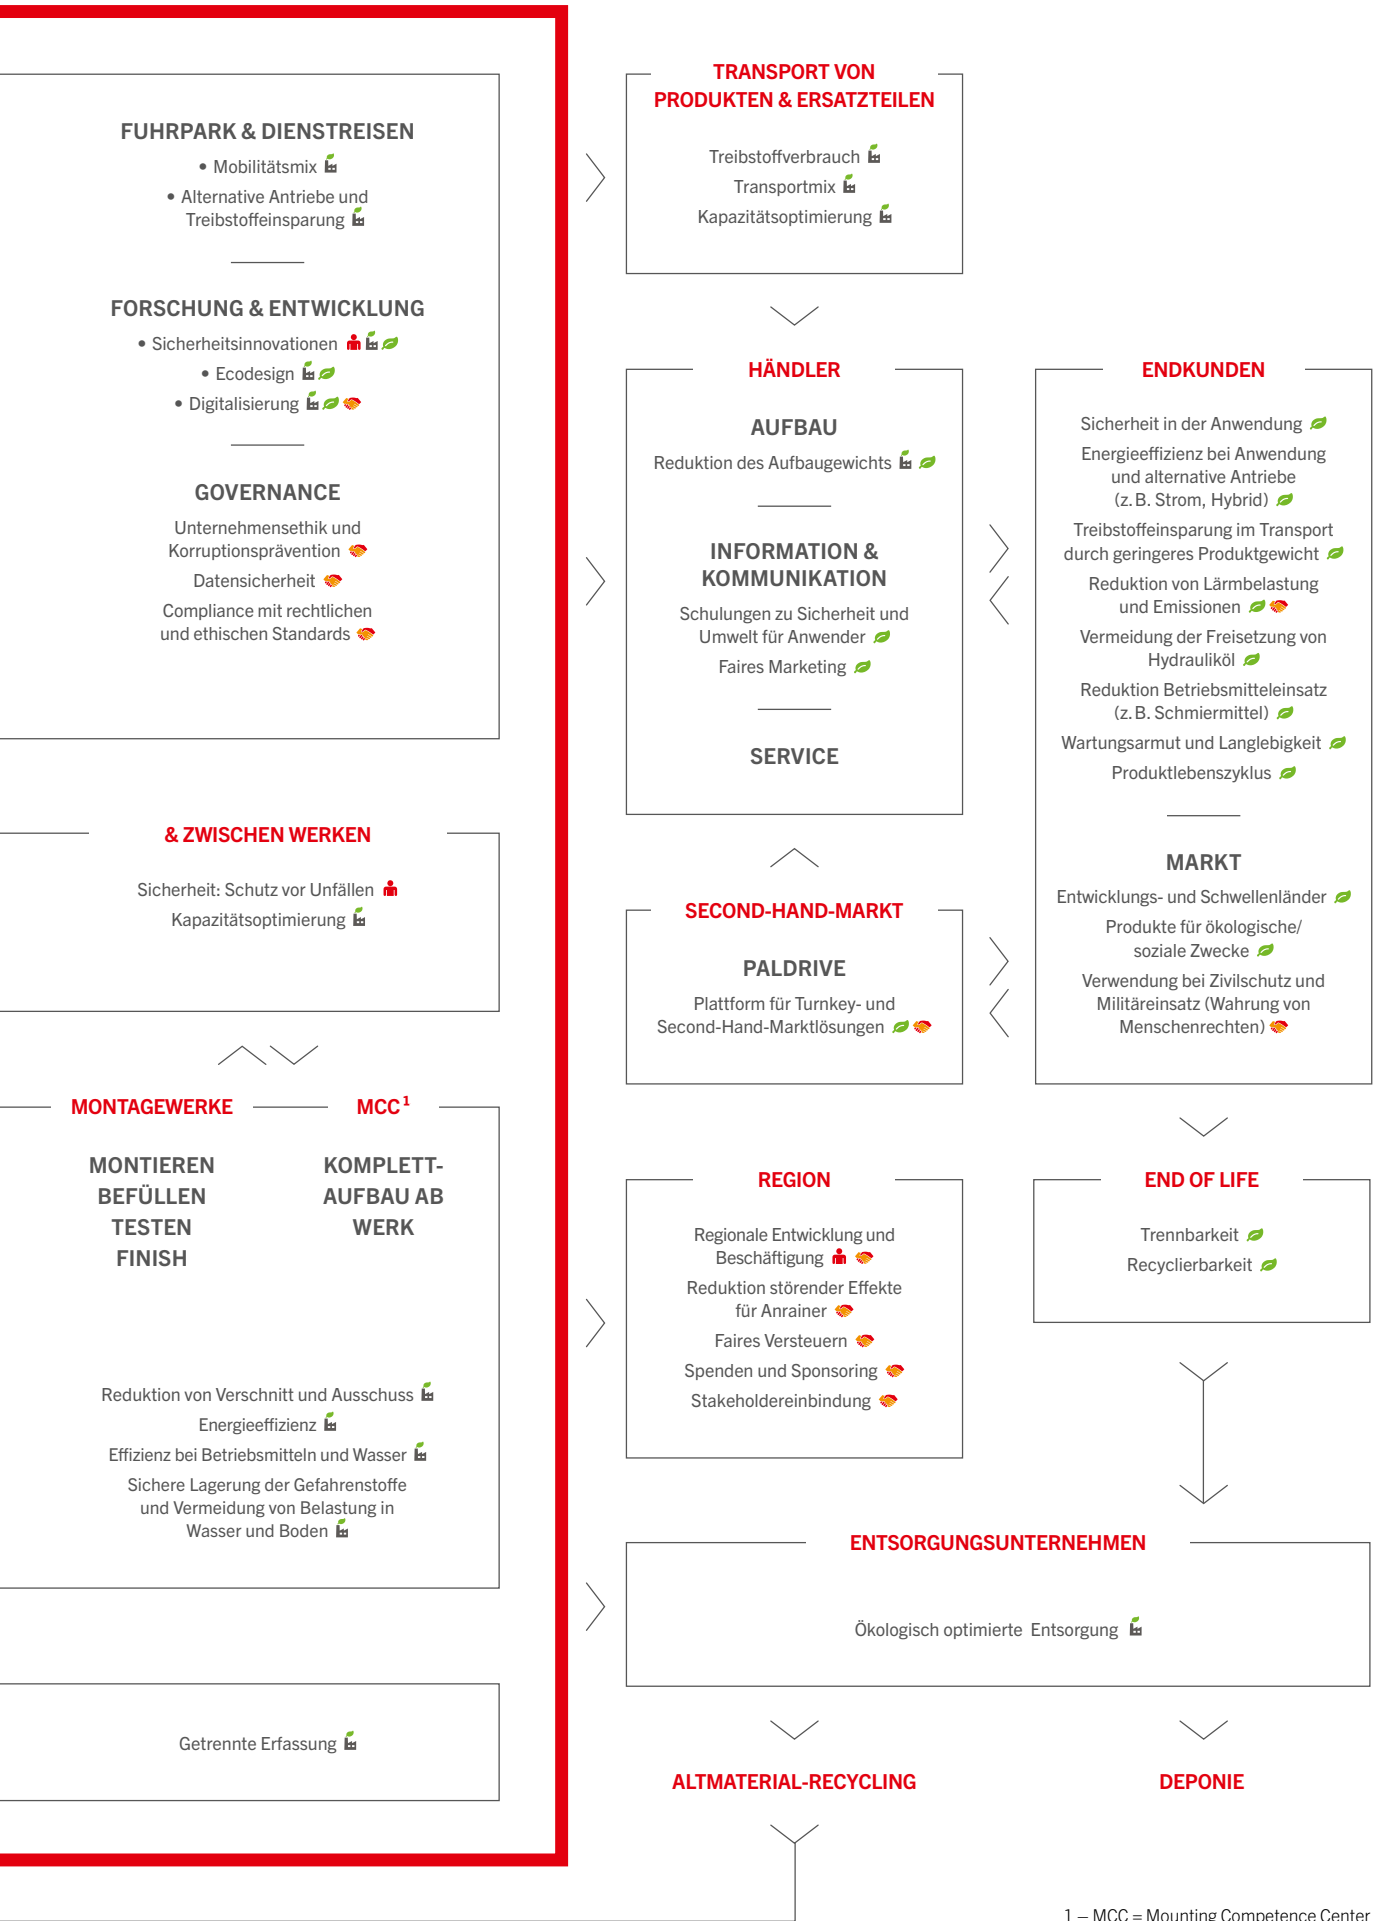 FUHRPARK & DIENSTREISEN
• Mobilitätsmix
• Alternative Antriebe und
Treibstoffeinsparung
FORSCHUNG & ENTWICKLUNG
• Sicherheitsinnovationen
• Ecodesign
• Digitalisierung
GOVERNANCE
Unternehmensethik und
Korruptionsprävention
Datensicherheit
Compliance mit rechtlichen
und ethischen Standards
& ZWISCHEN WERKEN
Sicherheit: Schutz vor Unfällen
Kapazitätsoptimierung
MONTAGEWERKE
MONTIEREN
BEFÜLLEN
TESTEN
FINISH
MCC¹
KOMPLETT-
AUFBAU AB
WERK
Reduktion von Verschnitt und Ausschuss
Energieeffizienz
Effizienz bei Betriebsmitteln und Wasser
Sichere Lagerung der Gefahrenstoffe
und Vermeidung von Belastung in
Wasser und Boden
Getrennte Erfassung
TRANSPORT VON
PRODUKTEN & ERSATZTEILEN
Treibstoffverbrauch
Transportmix
Kapazitätsoptimierung
HÄNDLER
AUFBAU
Reduktion des Aufbaugewichts
INFORMATION &
KOMMUNIKATION
Schulungen zu Sicherheit und
Umwelt für Anwender
Faires Marketing
SERVICE
SECOND-HAND-MARKT
PALDRIVE
Plattform für Turnkey- und
Second-Hand-Marktlösungen
REGION
Regionale Entwicklung und
Beschäftigung
Reduktion störender Effekte
für Anrainer
Faires Versteuern
Spenden und Sponsoring
Stakeholdereinbindung
ENDKUNDEN
Sicherheit in der Anwendung
Energieeffizienz bei Anwendung
und alternative Antriebe
(z. B. Strom, Hybrid)
Treibstoffeinsparung im Transport
durch geringeres Produktgewicht
Reduktion von Lärmbelastung
und Emissionen
Vermeidung der Freisetzung von
Hydrauliköl
Reduktion Betriebsmitteleinsatz
(z. B. Schmiermittel)
Wartungsarmut und Langlebigkeit
Produktlebenszyklus
MARKT
Entwicklungs- und Schwellenländer
Produkte für ökologische/
soziale Zwecke
Verwendung bei Zivilschutz und
Militäreinsatz (Wahrung von
Menschenrechten)
END OF LIFE
Trennbarkeit
Recyclierbarkeit
ENTSORGUNGSUNTERNEHMEN
Ökologisch optimierte Entsorgung
ALTMATERIAL-RECYCLING
DEPONIE
1 – MCC = Mounting Competence Center